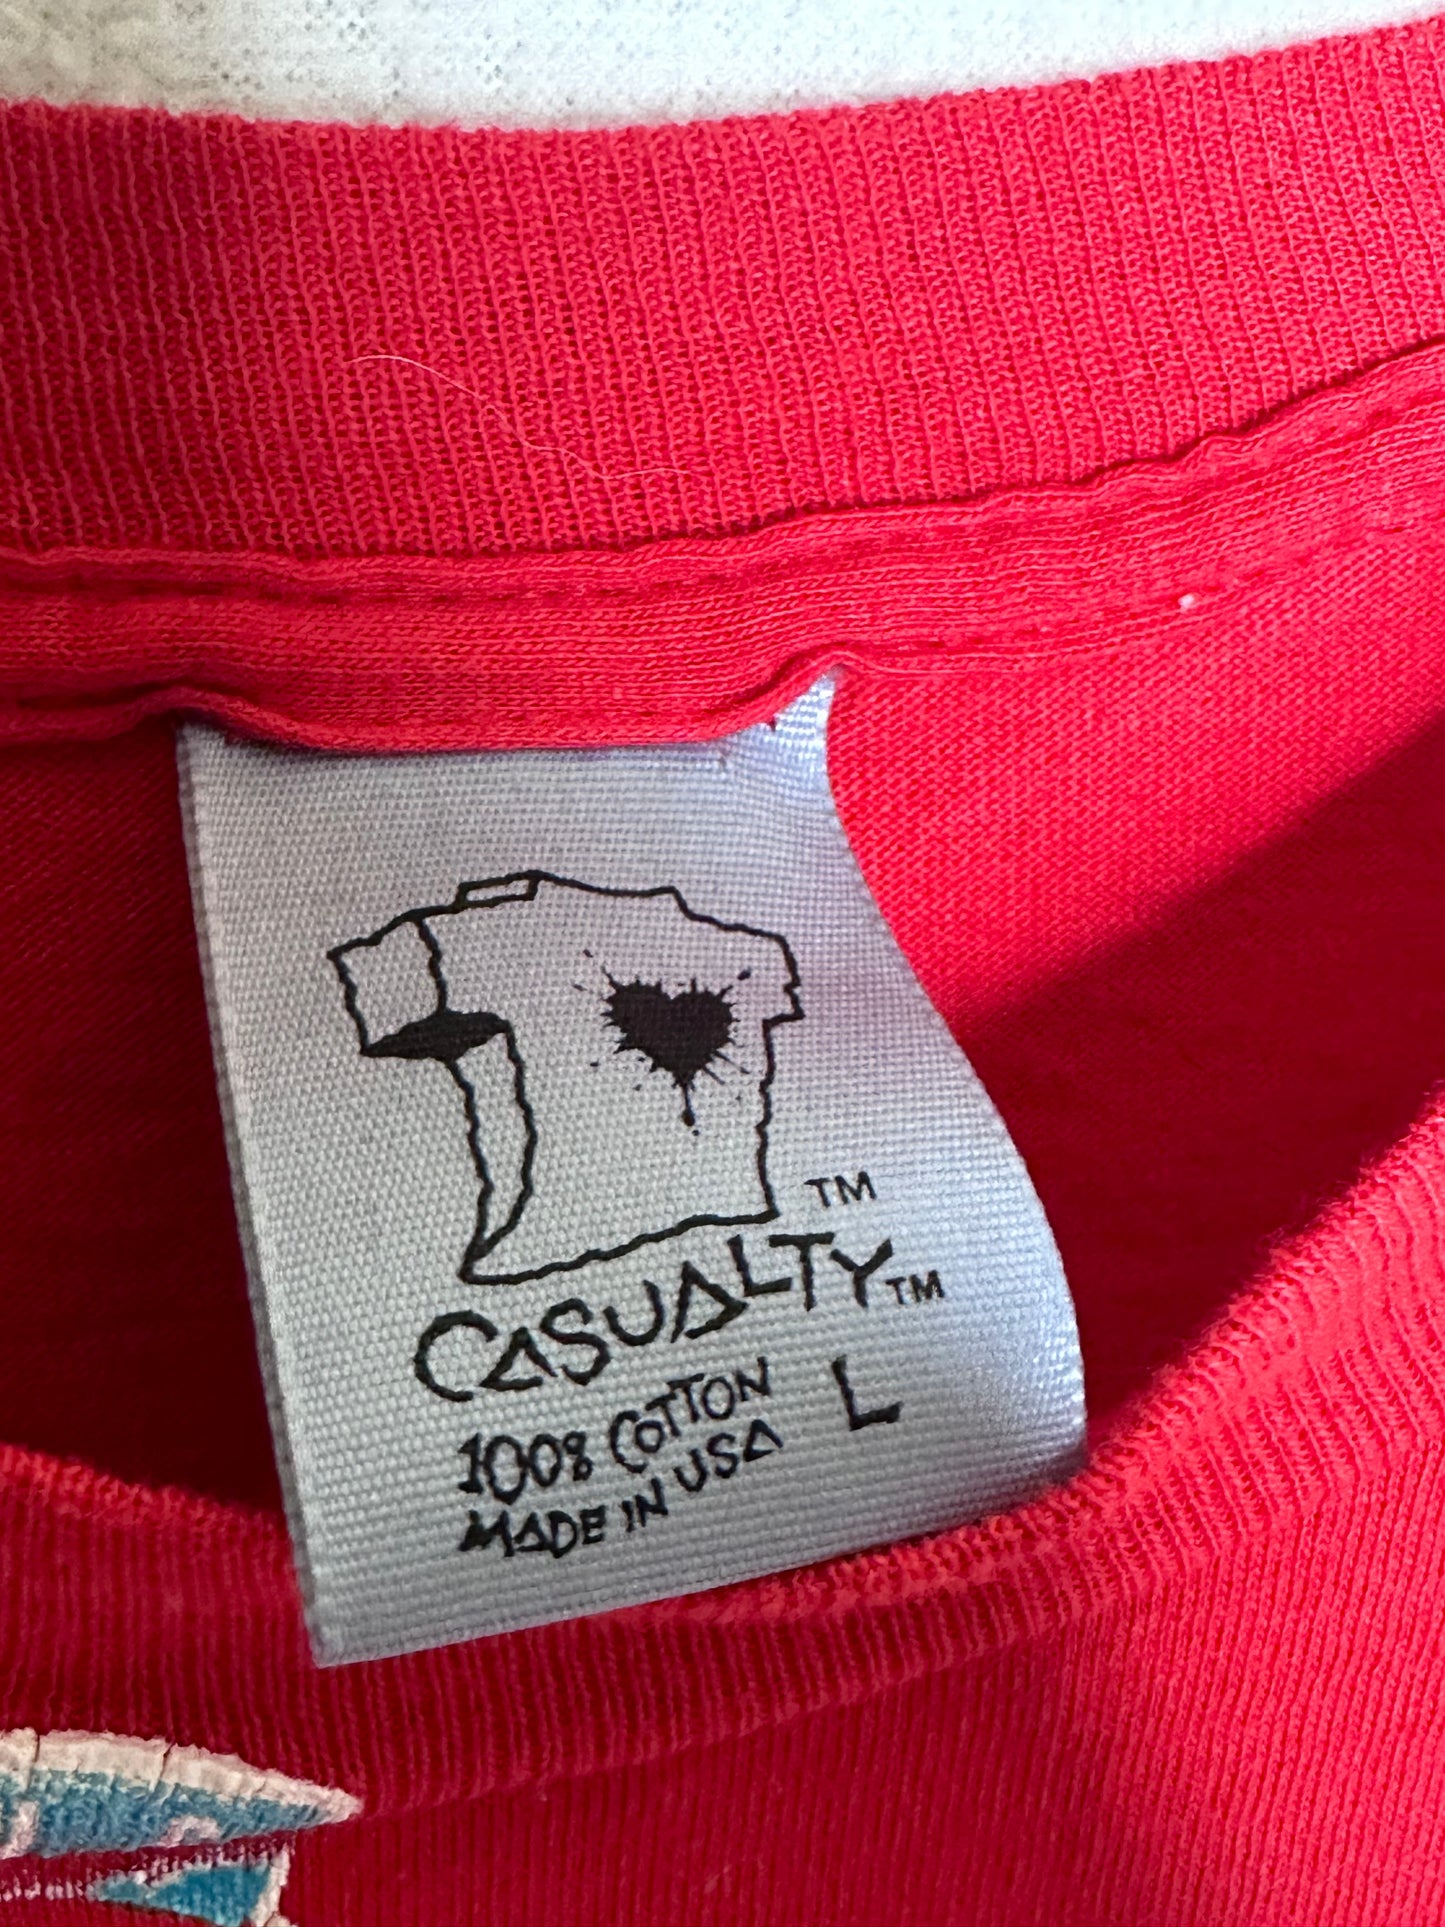 TM
CASUALTY TM
100% COTTON L
MADE IN USA